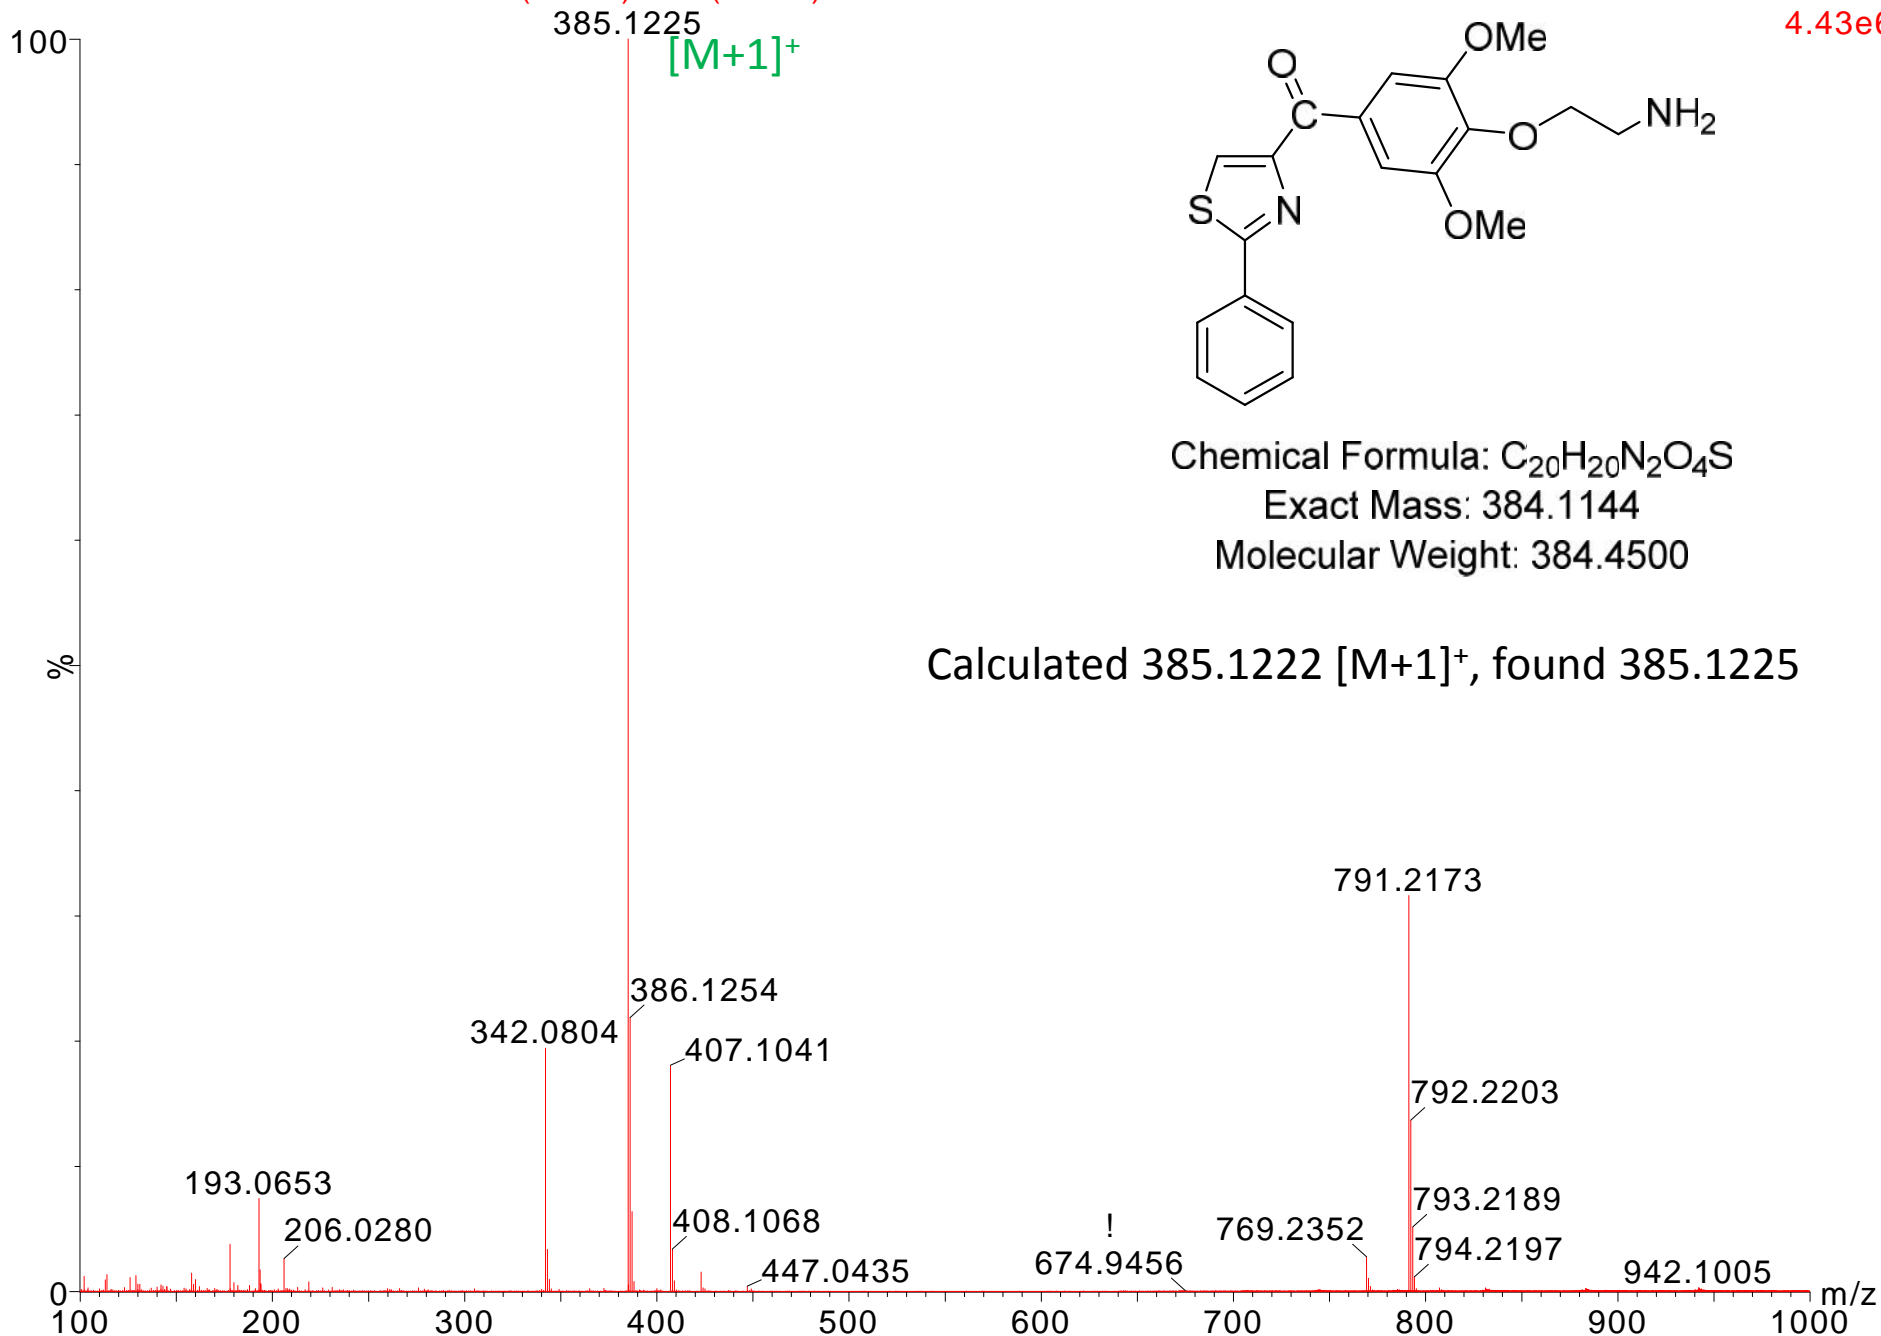 385.1225
[M+1]⁺
4.43e6
100
%
0
342.0804
386.1254
407.1041
408.1068
193.0653
206.0280
447.0435
!
674.9456
769.2352
791.2173
792.2203
793.2189
794.2197
942.1005
m/z
100 200 300 400 500 600 700 800 900 1000
O
C
OMe
O
NH₂
OMe
S
N
Chemical Formula: C₂₀H₂₀N₂O₄S
Exact Mass: 384.1144
Molecular Weight: 384.4500
Calculated 385.1222 [M+1]⁺, found 385.1225